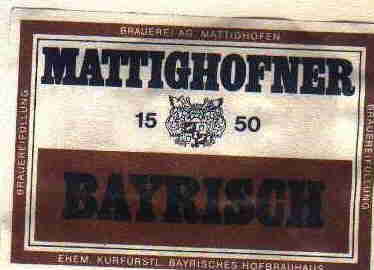 BRAUEREI AG. MATTIGHOFEN
MATTIGHOFNER
15 50
BAYRISCH
BRAUEREIFÜLLUNG
BRAUEREIFÜLLUNG
EHEM. KURFÜRSTL. BAYRISCHES HOFBRÄUHAUS